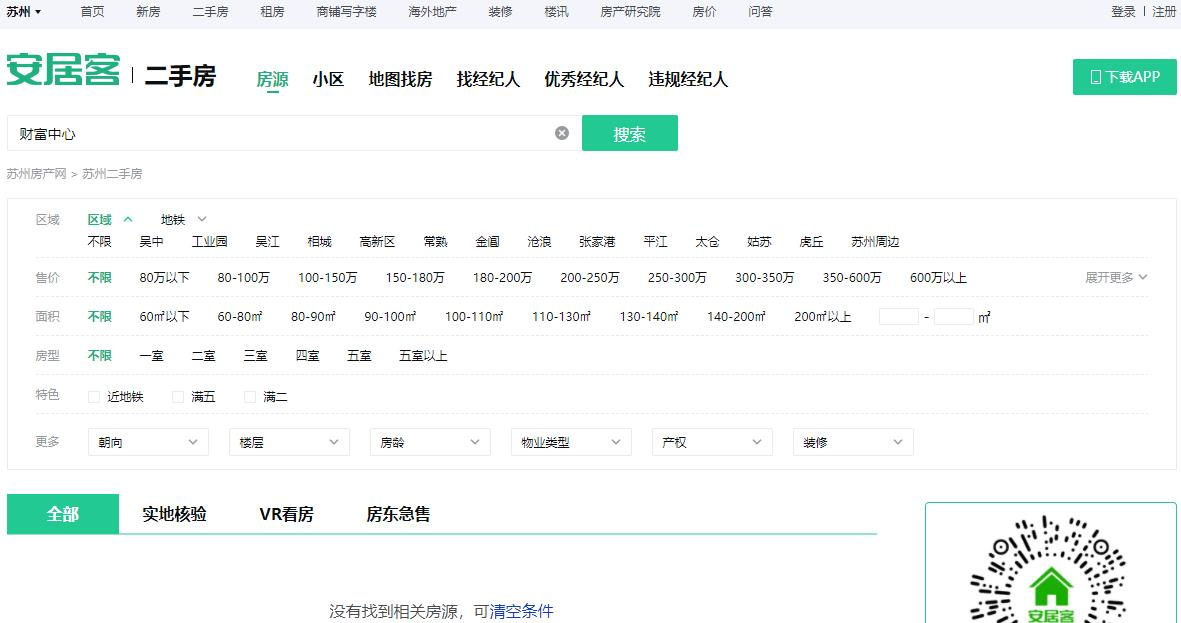 苏州 首页 新房 二手房 租房 商铺写字楼 海外地产 装修 楼讯 房产研究院 房价 问答 登录 | 注册
安居客 | 二手房 房源 小区 地图找房 找经纪人 优秀经纪人 违规经纪人 下载APP
财富中心 搜索
苏州房产网 > 苏州二手房
区域 区域 地铁
不限 吴中 工业园 吴江 相城 高新区 常熟 金阊 沧浪 张家港 平江 太仓 姑苏 虎丘 苏州周边
售价 不限 80万以下 80-100万 100-150万 150-180万 180-200万 200-250万 250-300万 300-350万 350-600万 600万以上 展开更多
面积 不限 60㎡以下 60-80㎡ 80-90㎡ 90-100㎡ 100-110㎡ 110-130㎡ 130-140㎡ 140-200㎡ 200㎡以上 - ㎡
房型 不限 一室 二室 三室 四室 五室 五室以上
特色 近地铁 满五 满二
更多 朝向 楼层 房龄 物业类型 产权 装修
全部 实地核验 VR看房 房东急售
没有找到相关房源，可清空条件
安居客